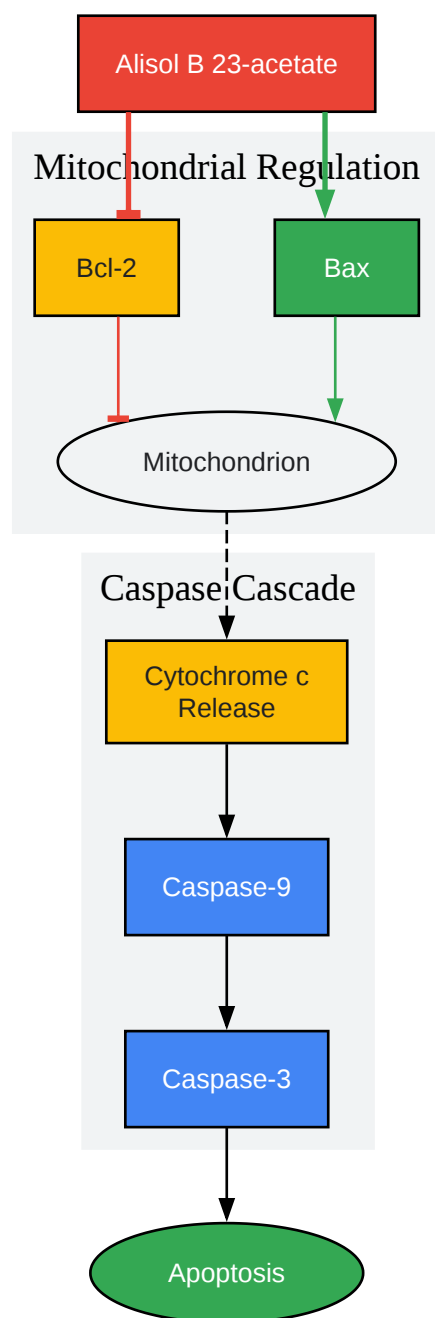 Alisol B 23-acetate
Mitochondrial Regulation
Bcl-2
Bax
Mitochondrion
Caspase Cascade
Cytochrome c
Release
Caspase-9
Caspase-3
Apoptosis